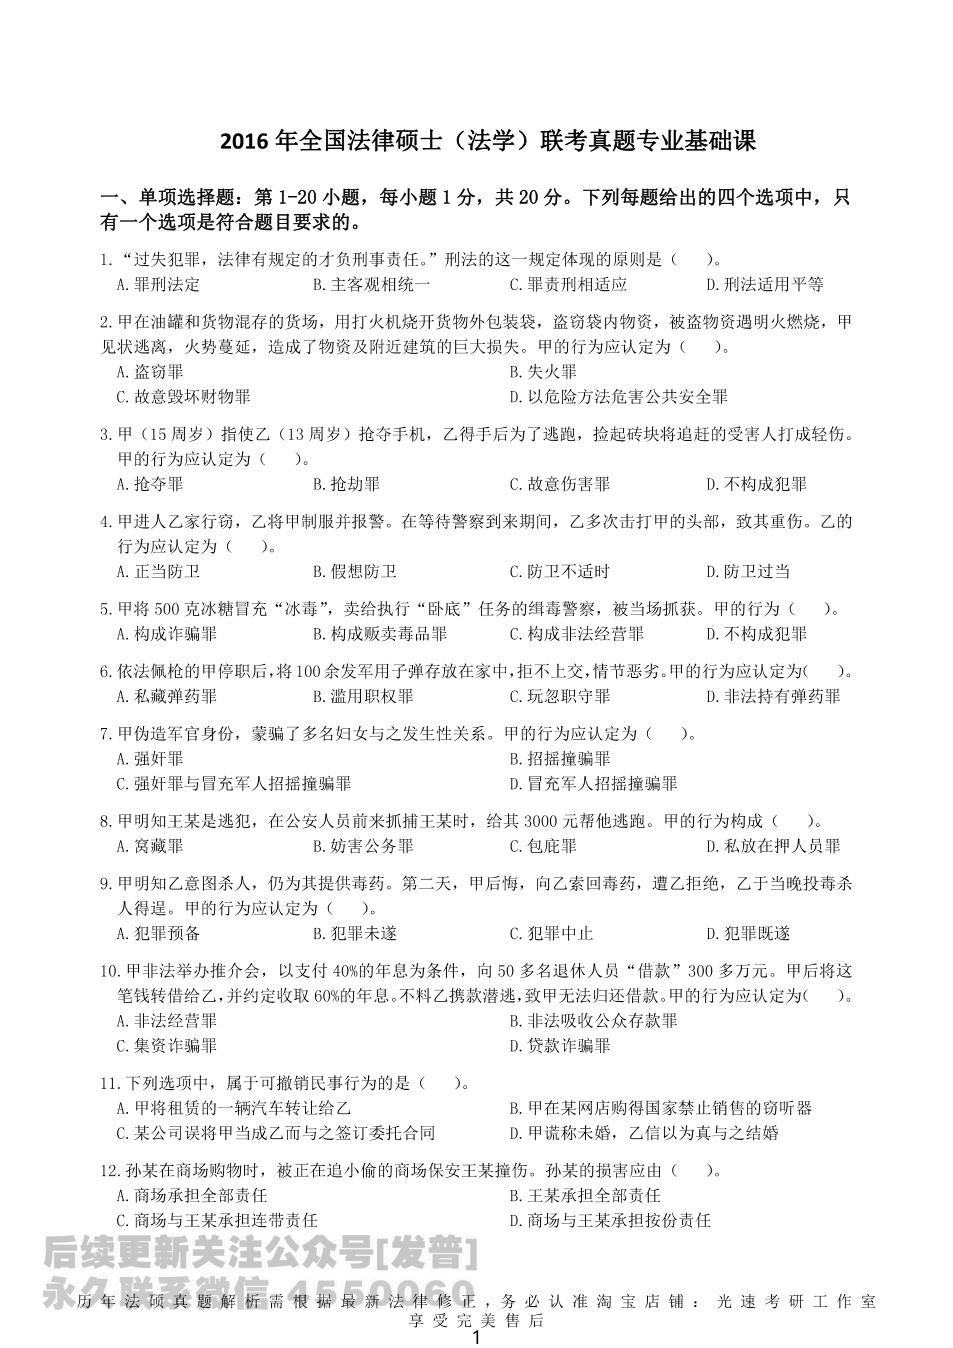 2016 年全国法律硕士（法学）联考真题专业基础课
一、单项选择题：第 1-20 小题，每小题 1 分，共 20 分。下列每题给出的四个选项中，只
有一个选项是符合题目要求的。
1.“过失犯罪，法律有规定的才负刑事责任。”刑法的这一规定体现的原则是（ ）。
A.罪刑法定 B.主客观相统一 C.罪责刑相适应 D.刑法适用平等
2.甲在油罐和货物混存的货场，用打火机烧开货物外包装袋，盗窃袋内物资，被盗物资遇明火燃烧，甲
见状逃离，火势蔓延，造成了物资及附近建筑的巨大损失。甲的行为应认定为（ ）。
A.盗窃罪 B.失火罪
C.故意毁坏财物罪 D.以危险方法危害公共安全罪
3.甲（15 周岁）指使乙（13 周岁）抢夺手机，乙得手后为了逃跑，捡起砖块将追赶的受害人打成轻伤。
甲的行为应认定为（ ）。
A.抢夺罪 B.抢劫罪 C.故意伤害罪 D.不构成犯罪
4.甲进人乙家行窃，乙将甲制服并报警。在等待警察到来期间，乙多次击打甲的头部，致其重伤。乙的
行为应认定为（ ）。
A.正当防卫 B.假想防卫 C.防卫不适时 D.防卫过当
5.甲将 500 克冰糖冒充“冰毒”，卖给执行“卧底”任务的缉毒警察，被当场抓获。甲的行为（ ）。
A.构成诈骗罪 B.构成贩卖毒品罪 C.构成非法经营罪 D.不构成犯罪
6.依法佩枪的甲停职后，将 100 余发军用子弹存放在家中，拒不上交，情节恶劣。甲的行为应认定为（ ）。
A.私藏弹药罪 B.滥用职权罪 C.玩忽职守罪 D.非法持有弹药罪
7.甲伪造军官身份，蒙骗了多名妇女与之发生性关系。甲的行为应认定为（ ）。
A.强奸罪 B.招摇撞骗罪
C.强奸罪与冒充军人招摇撞骗罪 D.冒充军人招摇撞骗罪
8.甲明知王某是逃犯，在公安人员前来抓捕王某时，给其 3000 元帮他逃跑。甲的行为构成（ ）。
A.窝藏罪 B.妨害公务罪 C.包庇罪 D.私放在押人员罪
9.甲明知乙意图杀人，仍为其提供毒药。第二天，甲后悔，向乙索回毒药，遭乙拒绝，乙于当晚投毒杀
人得逞。甲的行为应认定为（ ）。
A.犯罪预备 B.犯罪未遂 C.犯罪中止 D.犯罪既遂
10.甲非法举办推介会，以支付 40%的年息为条件，向 50 多名退休人员“借款”300 多万元。甲后将这
笔钱转借给乙，并约定收取 60%的年息。不料乙携款潜逃，致甲无法归还借款。甲的行为应认定为（ ）。
A.非法经营罪 B.非法吸收公众存款罪
C.集资诈骗罪 D.贷款诈骗罪
11.下列选项中，属于可撤销民事行为的是（ ）。
A.甲将租赁的一辆汽车转让给乙 B.甲在某网店购得国家禁止销售的窃听器
C.某公司误将甲当成乙而与之签订委托合同 D.甲谎称未婚，乙信以为真与之结婚
12.孙某在商场购物时，被正在追小偷的商场保安王某撞伤。孙某的损害应由（ ）。
A.商场承担全部责任 B.王某承担全部责任
C.商场与王某承担连带责任 D.商场与王某承担按份责任
后续更新关注公众号[发普]
永久联系微信 4550060
历年法硕真题解析需根据最新法律修正，务必认准淘宝店铺：光速考研工作室
享受完美售后
1